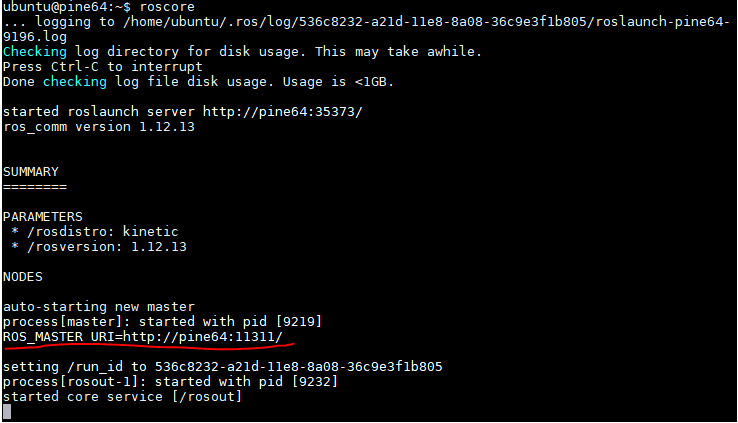 ubuntu@pine64:~$ roscore
... logging to /home/ubuntu/.ros/log/536c8232-a21d-11e8-8a08-36c9e3f1b805/roslaunch-pine64-
9196.log
Checking log directory for disk usage. This may take awhile.
Press Ctrl-C to interrupt
Done checking log file disk usage. Usage is <1GB.
started roslaunch server http://pine64:35373/
ros_comm version 1.12.13
SUMMARY
========
PARAMETERS
* /rosdistro: kinetic
* /rosversion: 1.12.13
NODES
auto-starting new master
process[master]: started with pid [9219]
ROS_MASTER_URI=http://pine64:11311/
setting /run_id to 536c8232-a21d-11e8-8a08-36c9e3f1b805
process[rosout-1]: started with pid [9232]
started core service [/rosout]